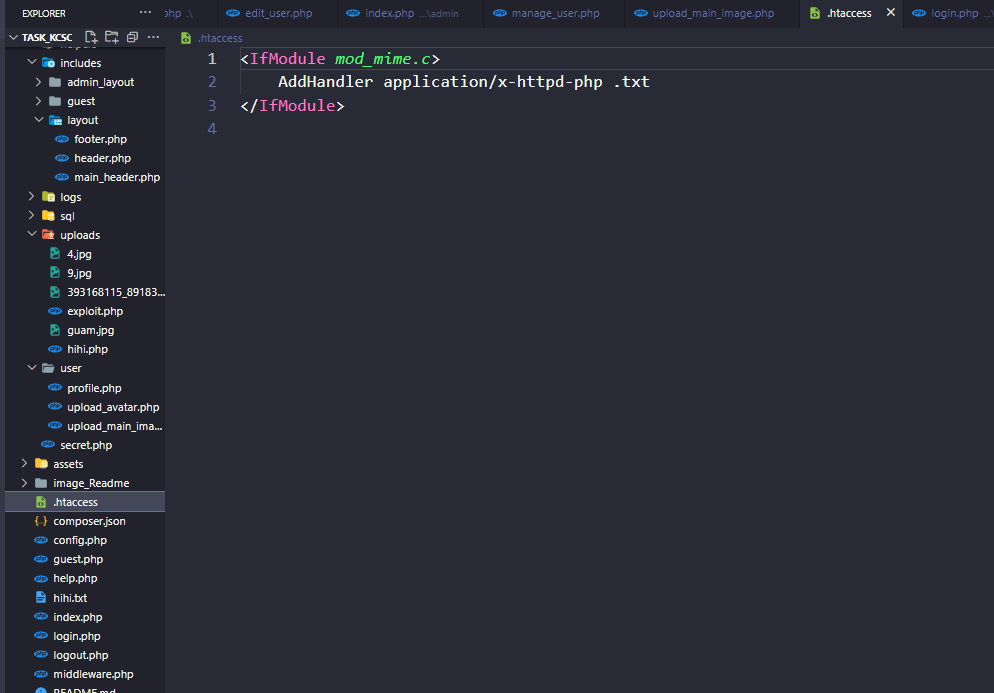 EXPLORER ··· php .\ edit_user.php index.php ...\admin manage_user.php upload_main_image.php .htaccess login.php ...
TASK_KCSC ··· .htaccess
includes
admin_layout
guest
layout
footer.php
header.php
main_header.php
logs
sql
uploads
4.jpg
9.jpg
393168115_89183...
exploit.php
guam.jpg
hihi.php
user
profile.php
upload_avatar.php
upload_main_ima...
secret.php
assets
image_Readme
.htaccess
composer.json
config.php
guest.php
help.php
hihi.txt
index.php
login.php
logout.php
middleware.php
README.md
1 <IfModule mod_mime.c>
2 AddHandler application/x-httpd-php .txt
3 </IfModule>
4